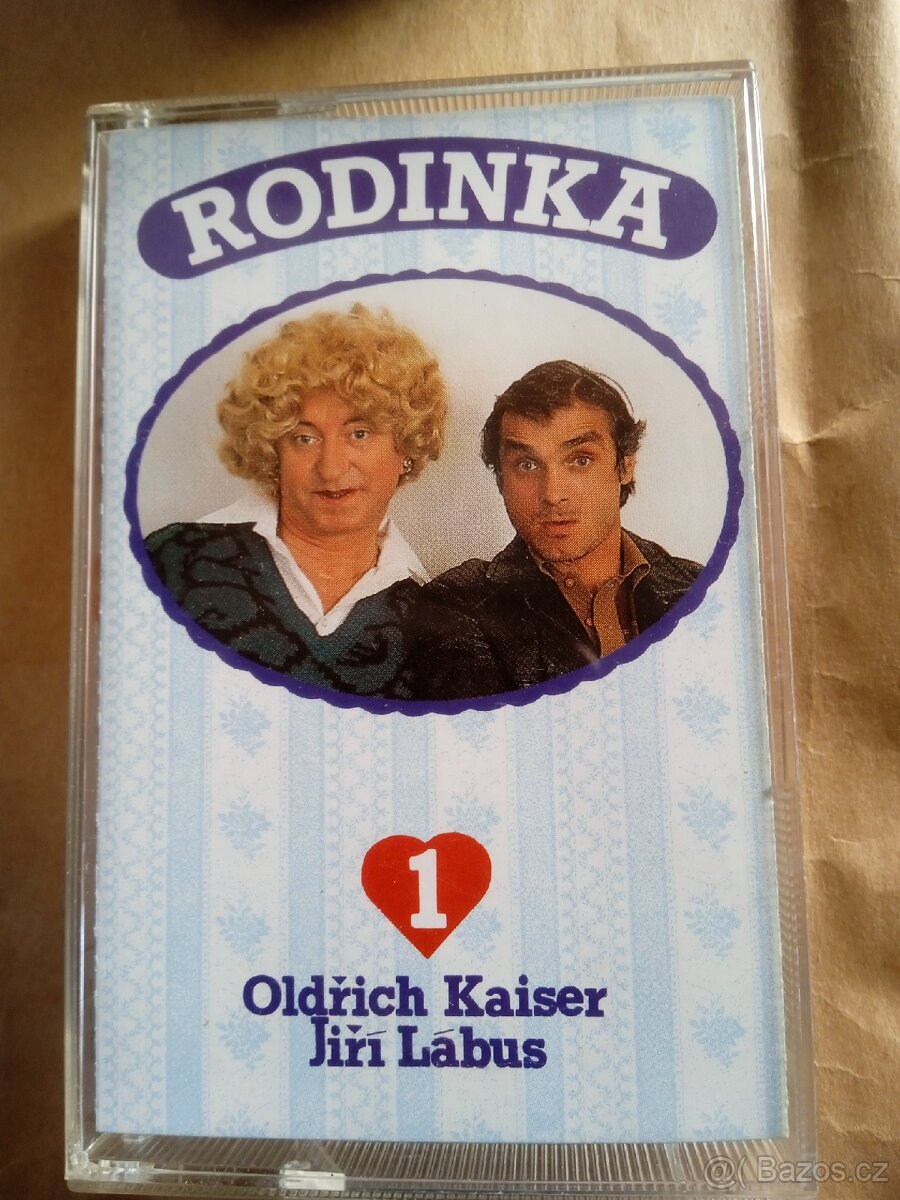 RODINKA
1
Oldřich Kaiser
Jiří Lábus
@( Bazos.cz